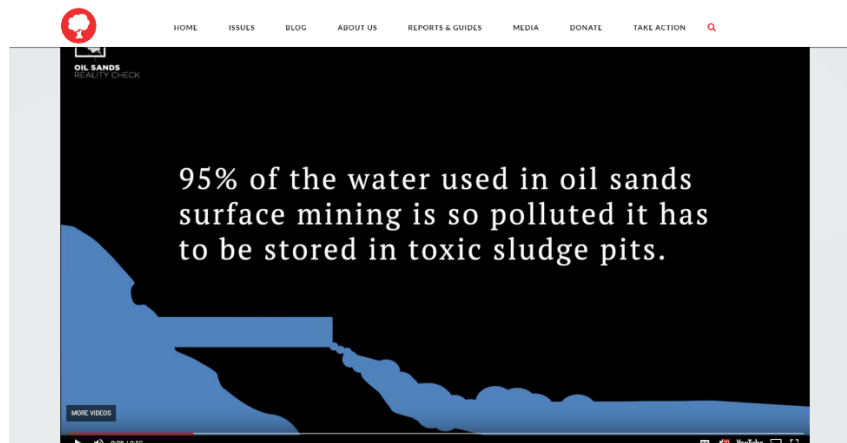 HOME ISSUES BLOG ABOUT US REPORTS & GUIDES MEDIA DONATE TAKE ACTION
OIL SANDS
REALITY CHECK
95% of the water used in oil sands
surface mining is so polluted it has
to be stored in toxic sludge pits.
MORE VIDEOS
YouTube